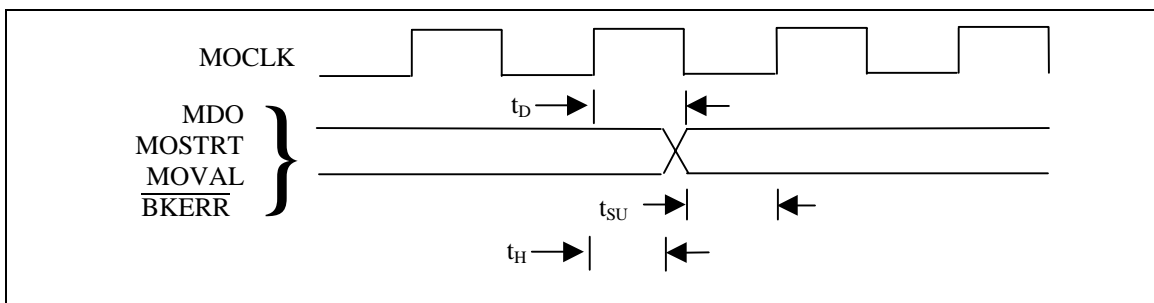 MOCLK
MDO
MOSTRT
MOVAL
BKERR
tD
tSU
tH